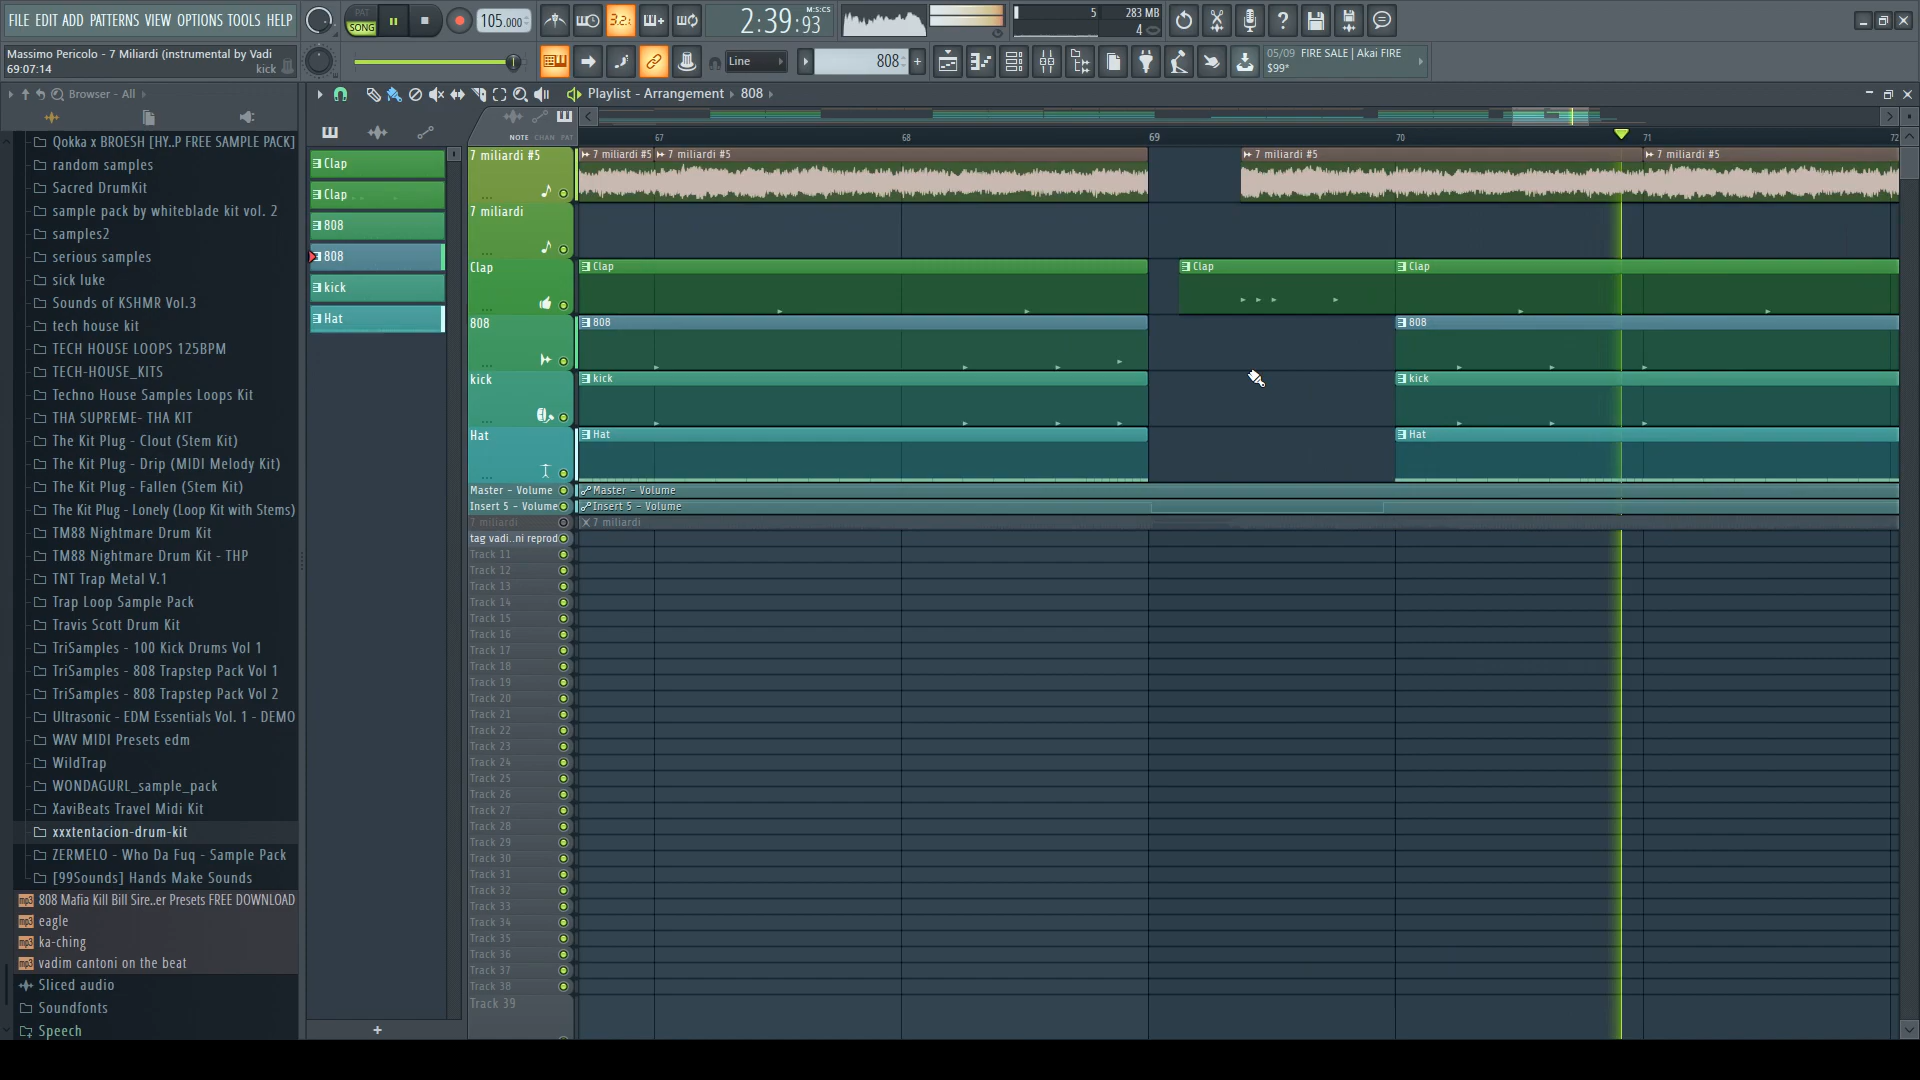 FILE EDIT ADD PATTERNS VIEW OPTIONS TOOLS HELP
PAT
SONG
105.000
3.2.
2:39:93
M:S:CS
5
283 MB
4
Massimo Pericolo - 7 Miliardi (instrumental by Vadi
69:07:14
kick
Line
808
05/09 FIRE SALE | Akai FIRE
$99*
Browser - All
Playlist - Arrangement
808
NOTE CHAN PAT
67
68
69
70
71
72
Qokka x BROESH [HY..P FREE SAMPLE PACK]
random samples
Sacred DrumKit
sample pack by whiteblade kit vol. 2
samples2
serious samples
sick luke
Sounds of KSHMR Vol.3
tech house kit
TECH HOUSE LOOPS 125BPM
TECH-HOUSE_KITS
Techno House Samples Loops Kit
THA SUPREME- THA KIT
The Kit Plug - Clout (Stem Kit)
The Kit Plug - Drip (MIDI Melody Kit)
The Kit Plug - Fallen (Stem Kit)
The Kit Plug - Lonely (Loop Kit with Stems)
TM88 Nightmare Drum Kit
TM88 Nightmare Drum Kit - THP
TNT Trap Metal V.1
Trap Loop Sample Pack
Travis Scott Drum Kit
TriSamples - 100 Kick Drums Vol 1
TriSamples - 808 Trapstep Pack Vol 1
TriSamples - 808 Trapstep Pack Vol 2
Ultrasonic - EDM Essentials Vol. 1 - DEMO
WAV MIDI Presets edm
WildTrap
WONDAGURL_sample_pack
XaviBeats Travel Midi Kit
xxxtentacion-drum-kit
ZERMELO - Who Da Fuq - Sample Pack
[99Sounds] Hands Make Sounds
808 Mafia Kill Bill Sire..er Presets FREE DOWNLOAD
eagle
ka-ching
vadim cantoni on the beat
Sliced audio
Soundfonts
Speech
Clap
Clap
808
808
kick
Hat
7 miliardi #5
7 miliardi #5
7 miliardi #5
7 miliardi #5
7 miliardi #5
7 miliardi
Clap
Clap
Clap
Clap
808
808
808
kick
kick
kick
Hat
Hat
Hat
Master - Volume
Master - Volume
Insert 5 - Volume
Insert 5 - Volume
7 miliardi
7 miliardi
tag vadi..ni reprod
Track 11
Track 12
Track 13
Track 14
Track 15
Track 16
Track 17
Track 18
Track 19
Track 20
Track 21
Track 22
Track 23
Track 24
Track 25
Track 26
Track 27
Track 28
Track 29
Track 30
Track 31
Track 32
Track 33
Track 34
Track 35
Track 36
Track 37
Track 38
Track 39